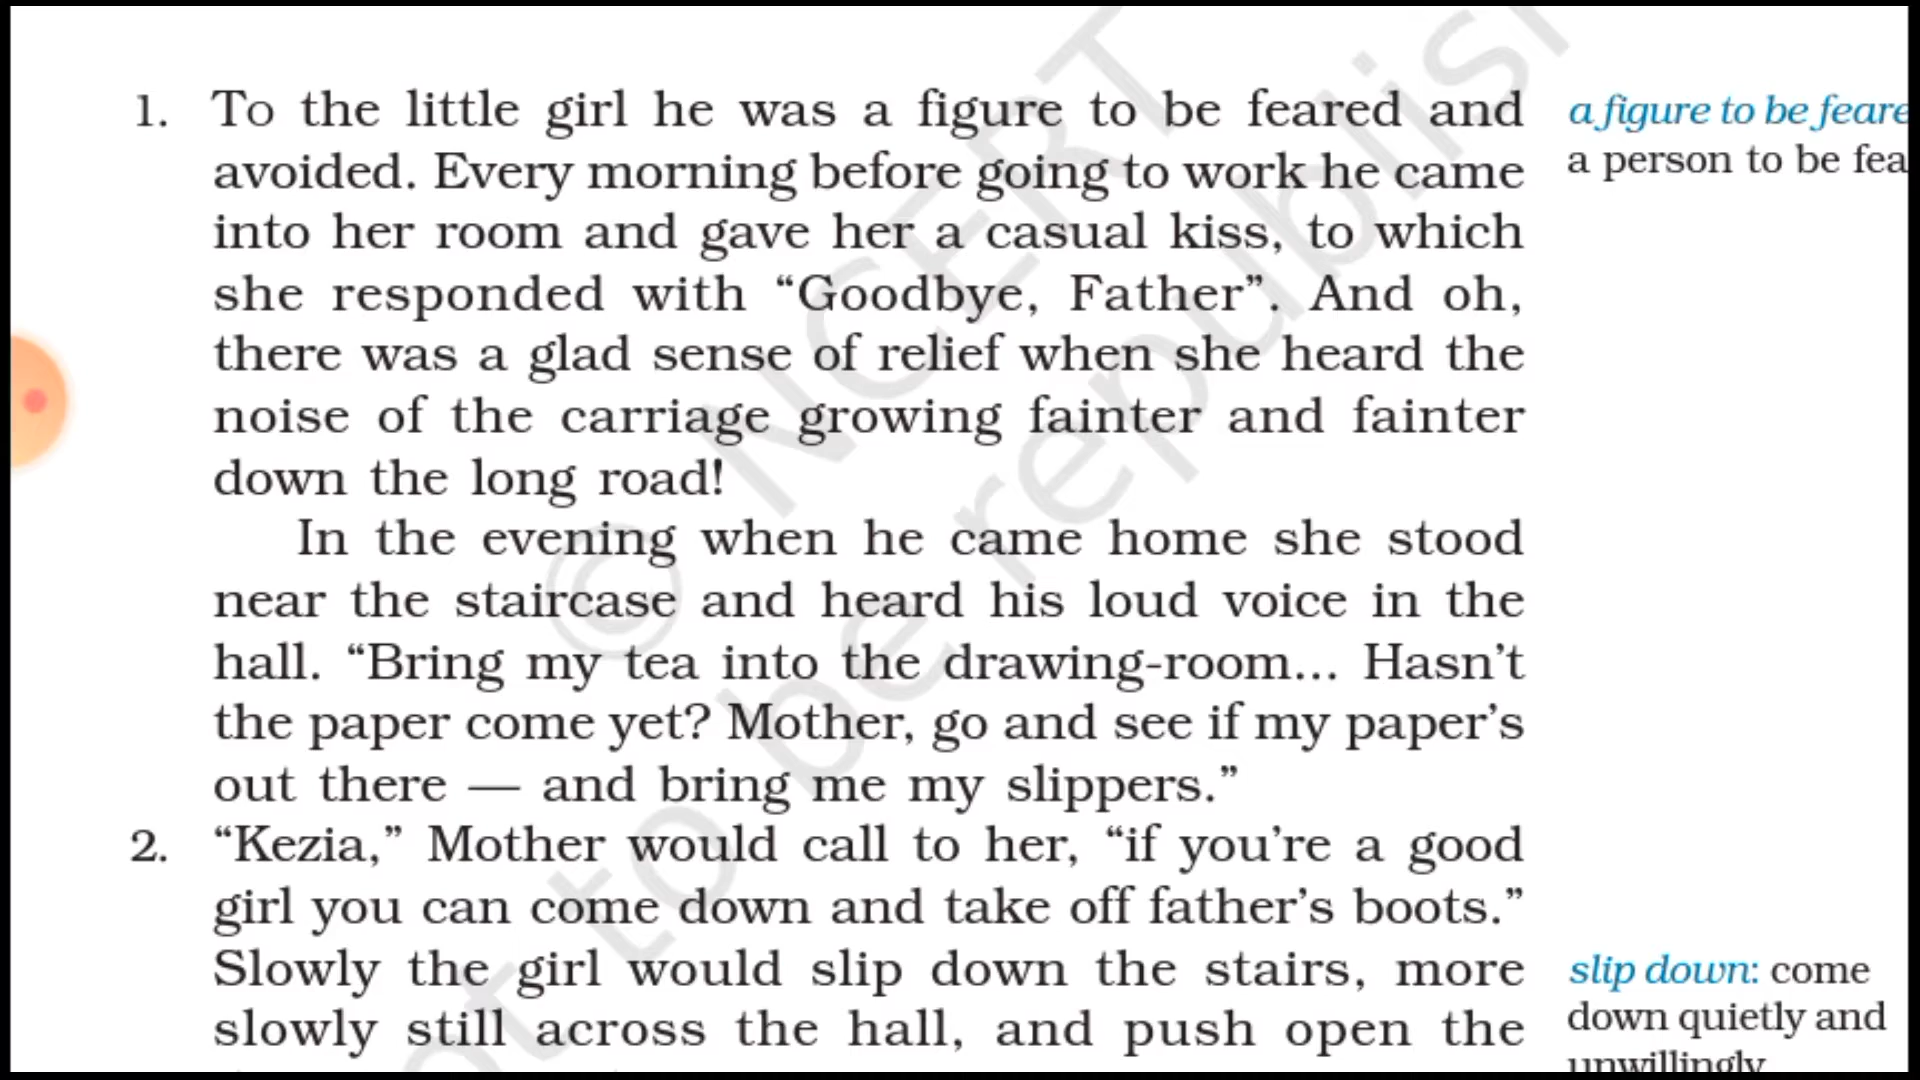 1. To the little girl he was a figure to be feared and
avoided. Every morning before going to work he came
into her room and gave her a casual kiss, to which
she responded with “Goodbye, Father”. And oh,
there was a glad sense of relief when she heard the
noise of the carriage growing fainter and fainter
down the long road!
In the evening when he came home she stood
near the staircase and heard his loud voice in the
hall. “Bring my tea into the drawing-room... Hasn’t
the paper come yet? Mother, go and see if my paper’s
out there — and bring me my slippers.”
2. “Kezia,” Mother would call to her, “if you’re a good
girl you can come down and take off father’s boots.”
Slowly the girl would slip down the stairs, more
slowly still across the hall, and push open the
a figure to be feare
a person to be fea
slip down: come
down quietly and
unwillingly
© NCERT
not to be republis